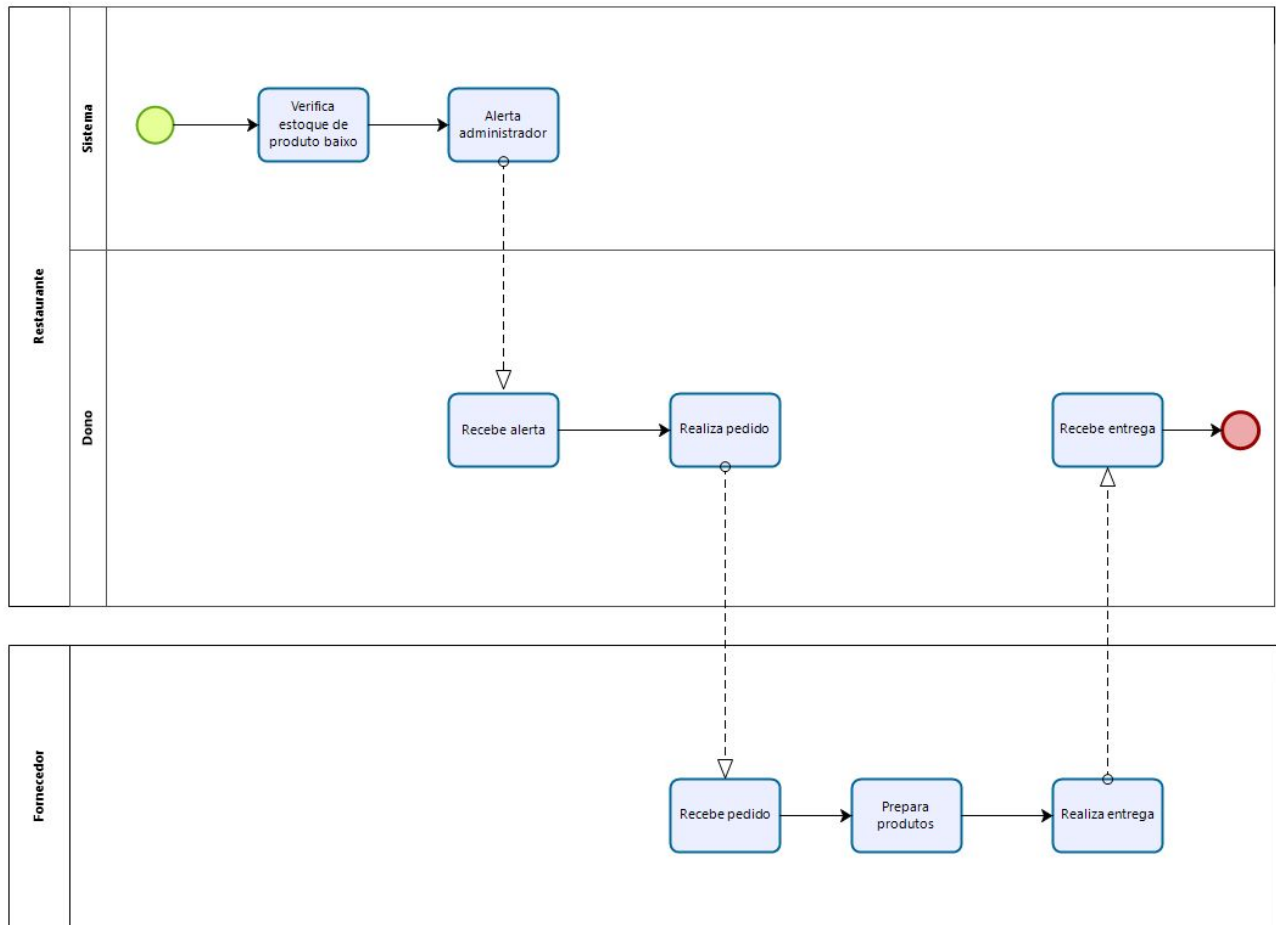 Restaurante
Sistema
Verifica
estoque de
produto baixo
Alerta
administrador
Dono
Recebe alerta
Realiza pedido
Recebe entrega
Fornecedor
Recebe pedido
Prepara
produtos
Realiza entrega